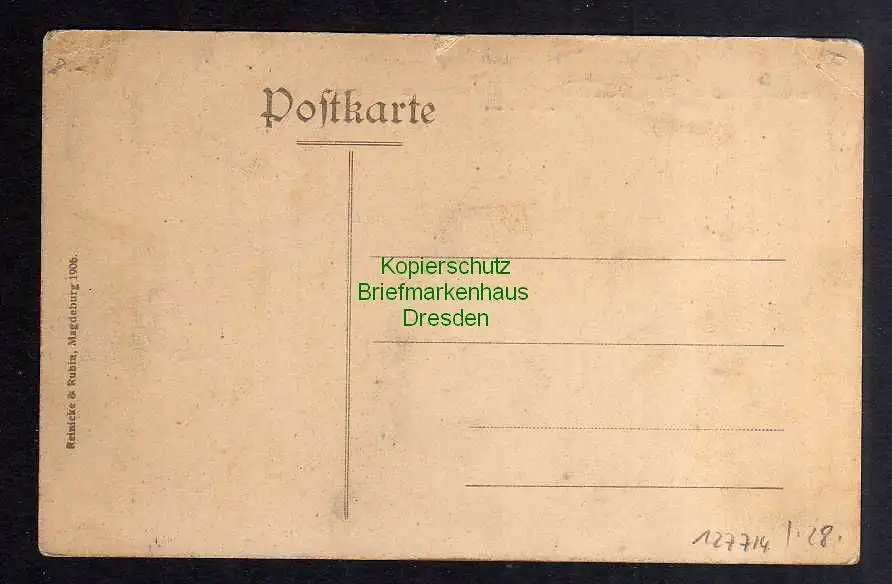 Poſtkarte
Reinicke & Rubin, Magdeburg 1906.
Kopierschutz
Briefmarkenhaus
Dresden
127714 1.28.